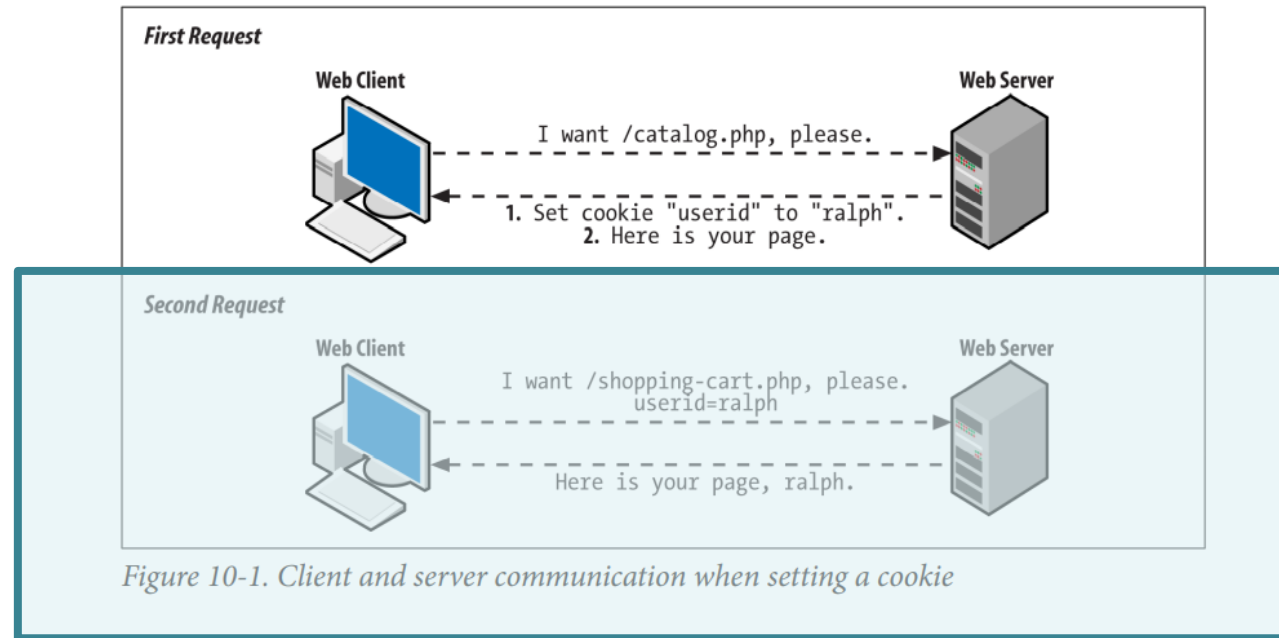 First Request
Web Client
Web Server
I want /catalog.php, please.
1. Set cookie "userid" to "ralph".
2. Here is your page.
Second Request
Web Client
Web Server
I want /shopping-cart.php, please.
userid=ralph
Here is your page, ralph.
Figure 10-1. Client and server communication when setting a cookie